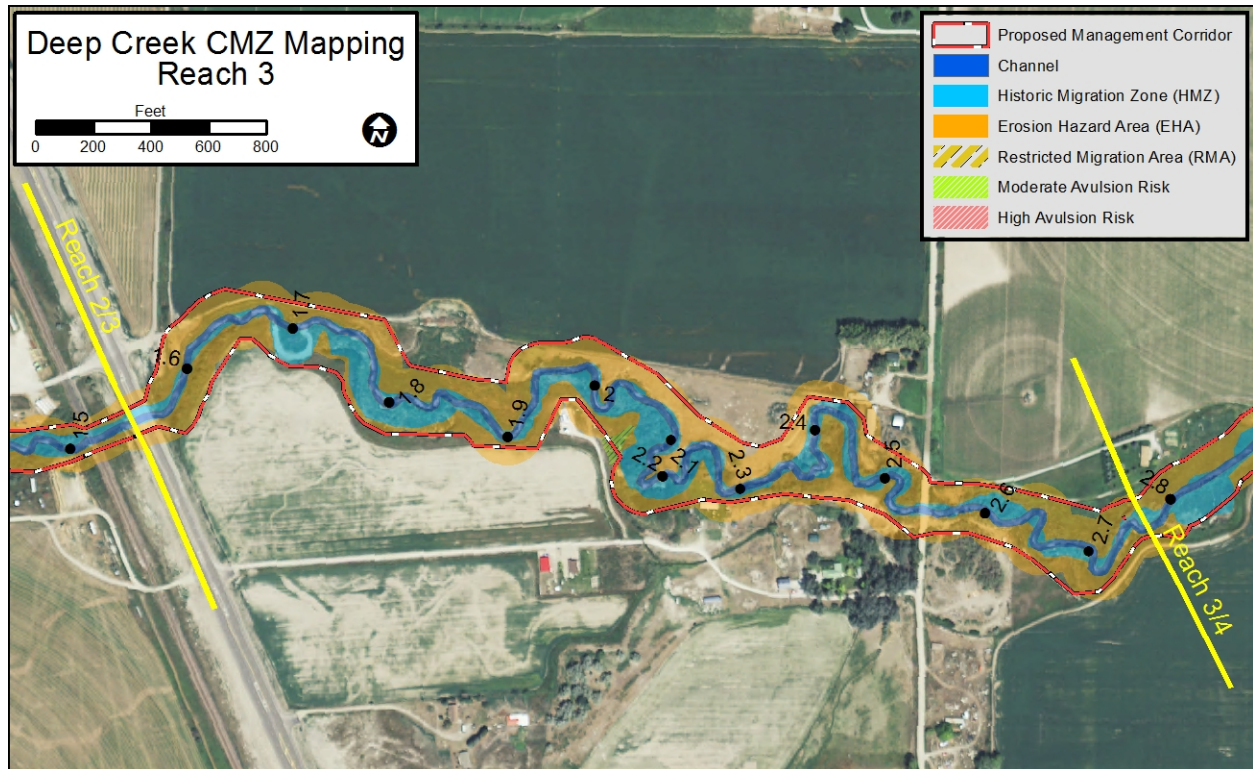 Deep Creek CMZ Mapping
Reach 3
Feet
0 200 400 600 800
N
Proposed Management Corridor
Channel
Historic Migration Zone (HMZ)
Erosion Hazard Area (EHA)
Restricted Migration Area (RMA)
Moderate Avulsion Risk
High Avulsion Risk
Reach 2/3
1.5
1.6
1.7
1.8
1.9
2
2.1
2.2
2.3
2.4
2.5
2.6
2.7
2.8
Reach 3/4